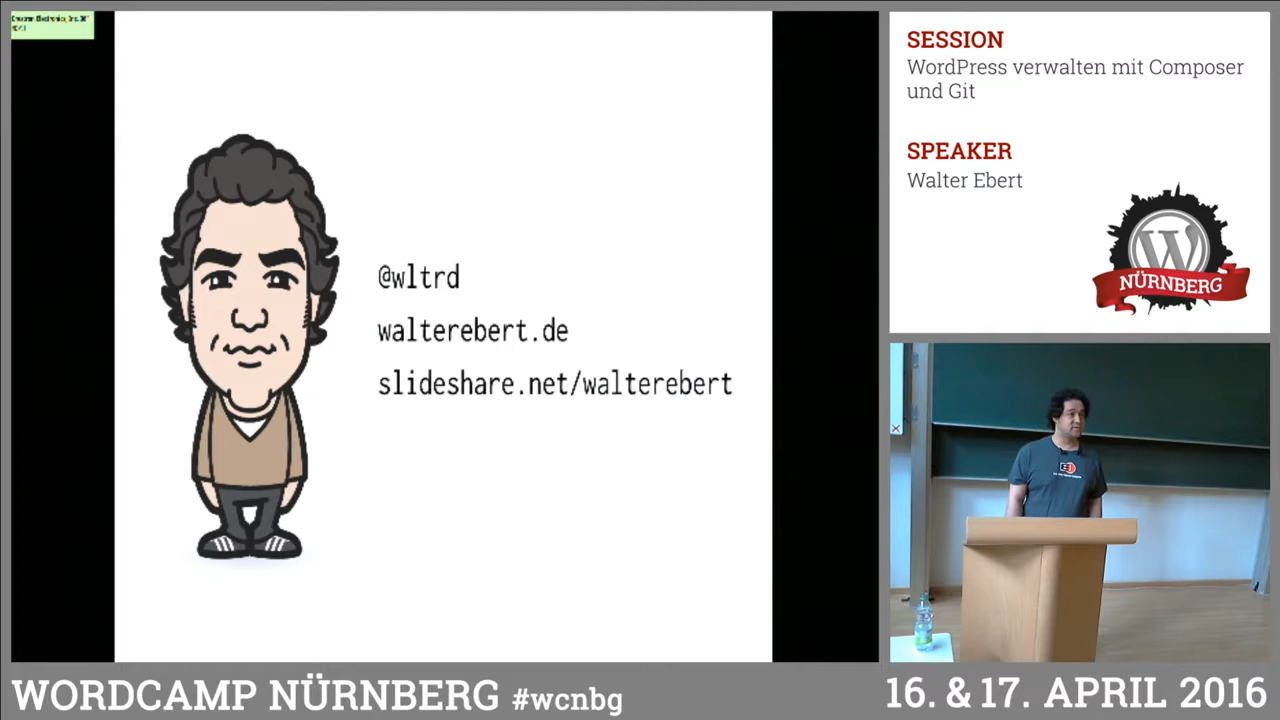 @wltrd
walterebert.de
slideshare.net/walterebert
SESSION
WordPress verwalten mit Composer
und Git
SPEAKER
Walter Ebert
NÜRNBERG
WORDCAMP NÜRNBERG #wcnbg
16. & 17. APRIL 2016